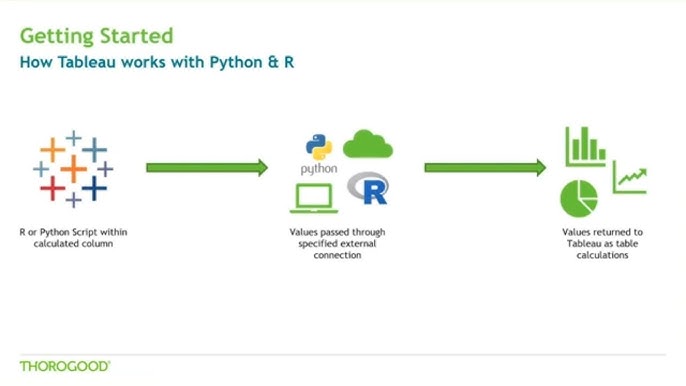 Getting Started
How Tableau works with Python & R
python
R
R or Python Script within
calculated column
Values passed through
specified external
connection
Values returned to
Tableau as table
calculations
THOROGOOD